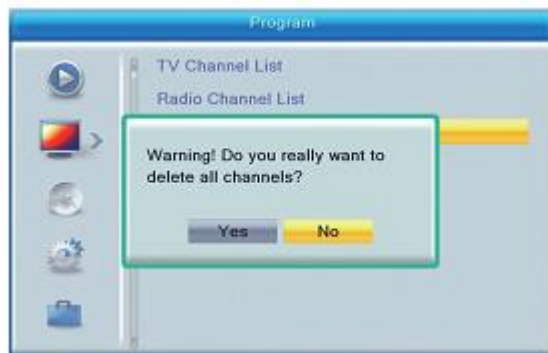 Program
TV Channel List
Radio Channel List
Warning! Do you really want to
delete all channels?
Yes No